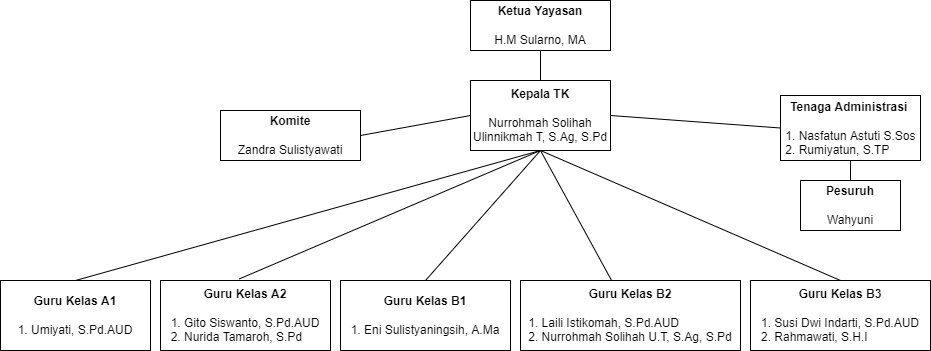 Ketua Yayasan
H.M Sularno, MA
Kepala TK
Nurrohmah Solihah
Ulinnikmah T, S.Ag, S.Pd
Komite
Zandra Sulistyawati
Tenaga Administrasi
1. Nasfatun Astuti S.Sos
2. Rumiyatun, S.TP
Pesuruh
Wahyuni
Guru Kelas A1
1. Umiyati, S.Pd.AUD
Guru Kelas A2
1. Gito Siswanto, S.Pd.AUD
2. Nurida Tamaroh, S.Pd
Guru Kelas B1
1. Eni Sulistyaningsih, A.Ma
Guru Kelas B2
1. Laili Istikomah, S.Pd.AUD
2. Nurrohmah Solihah U.T, S.Ag, S.Pd
Guru Kelas B3
1. Susi Dwi Indarti, S.Pd.AUD
2. Rahmawati, S.H.I